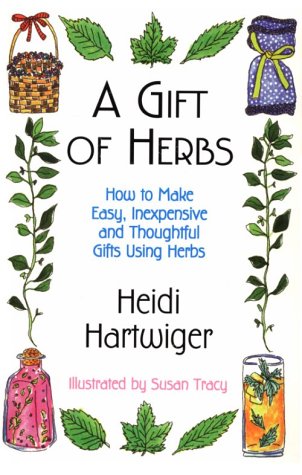 A Gift
of Herbs
How to Make
Easy, Inexpensive
and Thoughtful
Gifts Using Herbs
Heidi
Hartwiger
Illustrated by Susan Tracy